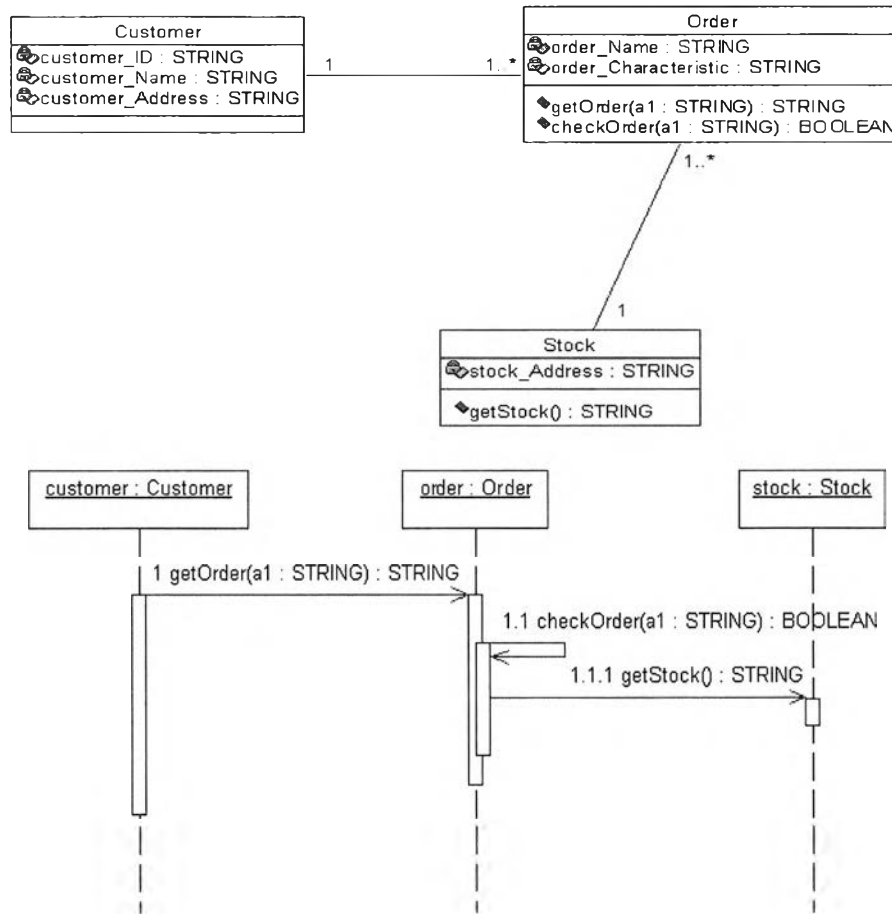 Customer
customer_ID : STRING
customer_Name : STRING
customer_Address : STRING
1
1..*
Order
order_Name : STRING
order_Characteristic : STRING
getOrder(a1 : STRING) : STRING
checkOrder(a1 : STRING) : BOOLEAN
1..*
1
Stock
stock_Address : STRING
getStock() : STRING
customer : Customer
order : Order
stock : Stock
1 getOrder(a1 : STRING) : STRING
1.1 checkOrder(a1 : STRING) : BOOLEAN
1.1.1 getStock() : STRING